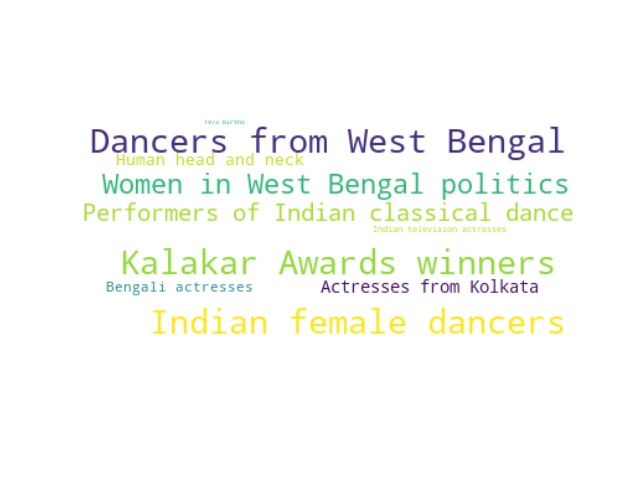 Dancers from West Bengal
Human head and neck
Women in West Bengal politics
Performers of Indian classical dance
Indian television actresses
Kalakar Awards winners
Bengali actresses
Actresses from Kolkata
Indian female dancers